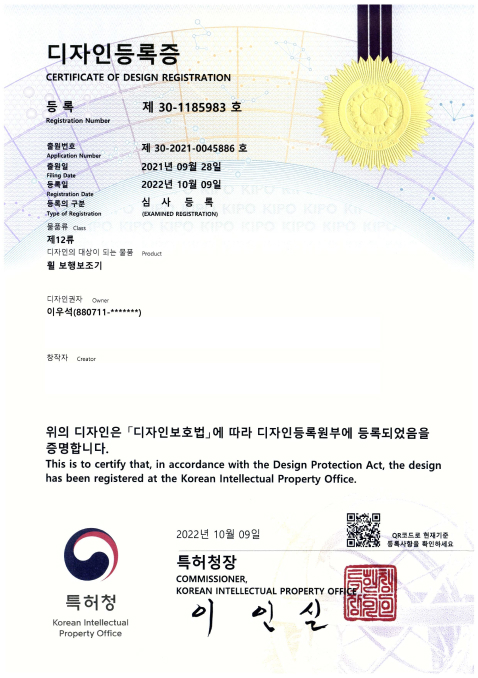 디자인등록증
CERTIFICATE OF DESIGN REGISTRATION
등 록 제 30-1185983 호
Registration Number
출원번호 제 30-2021-0045886 호
Application Number
출원일 2021년 09월 28일
Filing Date
등록일 2022년 10월 09일
Registration Date
등록의 구분 심 사 등 록
Type of Registration (EXAMINED REGISTRATION)
물품류 Class
제12류
디자인의 대상이 되는 물품 Product
휠 보행보조기
디자인권자 Owner
이우석(880711-*******)
창작자 Creator
위의 디자인은 「디자인보호법」에 따라 디자인등록원부에 등록되었음을
증명합니다.
This is to certify that, in accordance with the Design Protection Act, the design
has been registered at the Korean Intellectual Property Office.
2022년 10월 09일
QR코드로 현재기준
등록사항을 확인하세요
특허청장
COMMISSIONER,
KOREAN INTELLECTUAL PROPERTY OFFICE
이 인 실
특허청
Korean Intellectual
Property Office